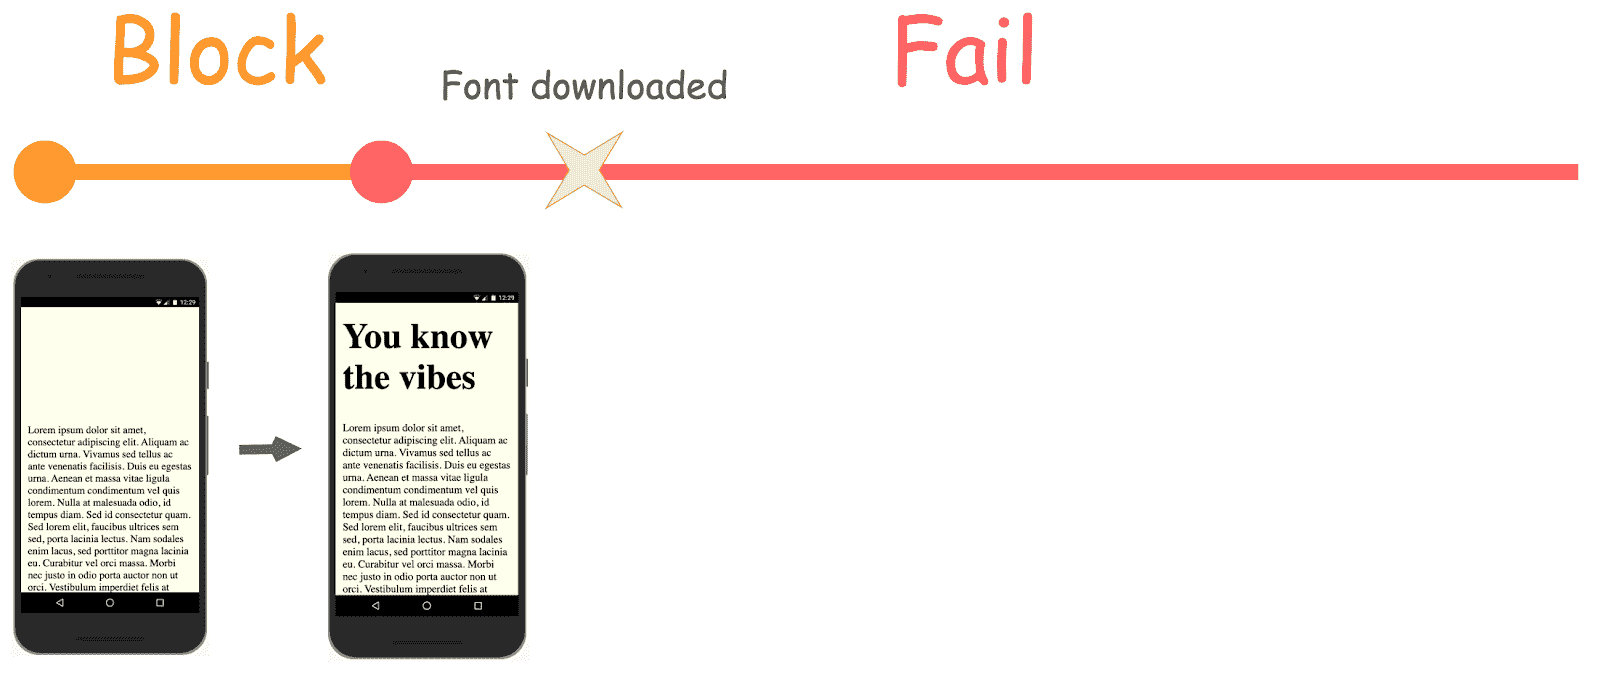 Block
Font downloaded
Fail
12:29
Lorem ipsum dolor sit amet,
consectetur adipiscing elit. Aliquam ac
dictum urna. Vivamus sed tellus ac
ante venenatis facilisis. Duis eu egestas
urna. Aenean et massa vitae ligula
condimentum condimentum vel quis
lorem. Nulla at malesuada odio, id
tempus diam. Sed id consectetur quam.
Sed lorem elit, faucibus ultrices sem
sed, porta lacinia lectus. Nam sodales
enim lacus, sed porttitor magna lacinia
eu. Curabitur vel orci massa. Morbi
nec justo in odio porta auctor non ut
orci. Vestibulum imperdiet felis at
12:29
You know
the vibes
Lorem ipsum dolor sit amet,
consectetur adipiscing elit. Aliquam ac
dictum urna. Vivamus sed tellus ac
ante venenatis facilisis. Duis eu egestas
urna. Aenean et massa vitae ligula
condimentum condimentum vel quis
lorem. Nulla at malesuada odio, id
tempus diam. Sed id consectetur quam.
Sed lorem elit, faucibus ultrices sem
sed, porta lacinia lectus. Nam sodales
enim lacus, sed porttitor magna lacinia
eu. Curabitur vel orci massa. Morbi
nec justo in odio porta auctor non ut
orci. Vestibulum imperdiet felis at